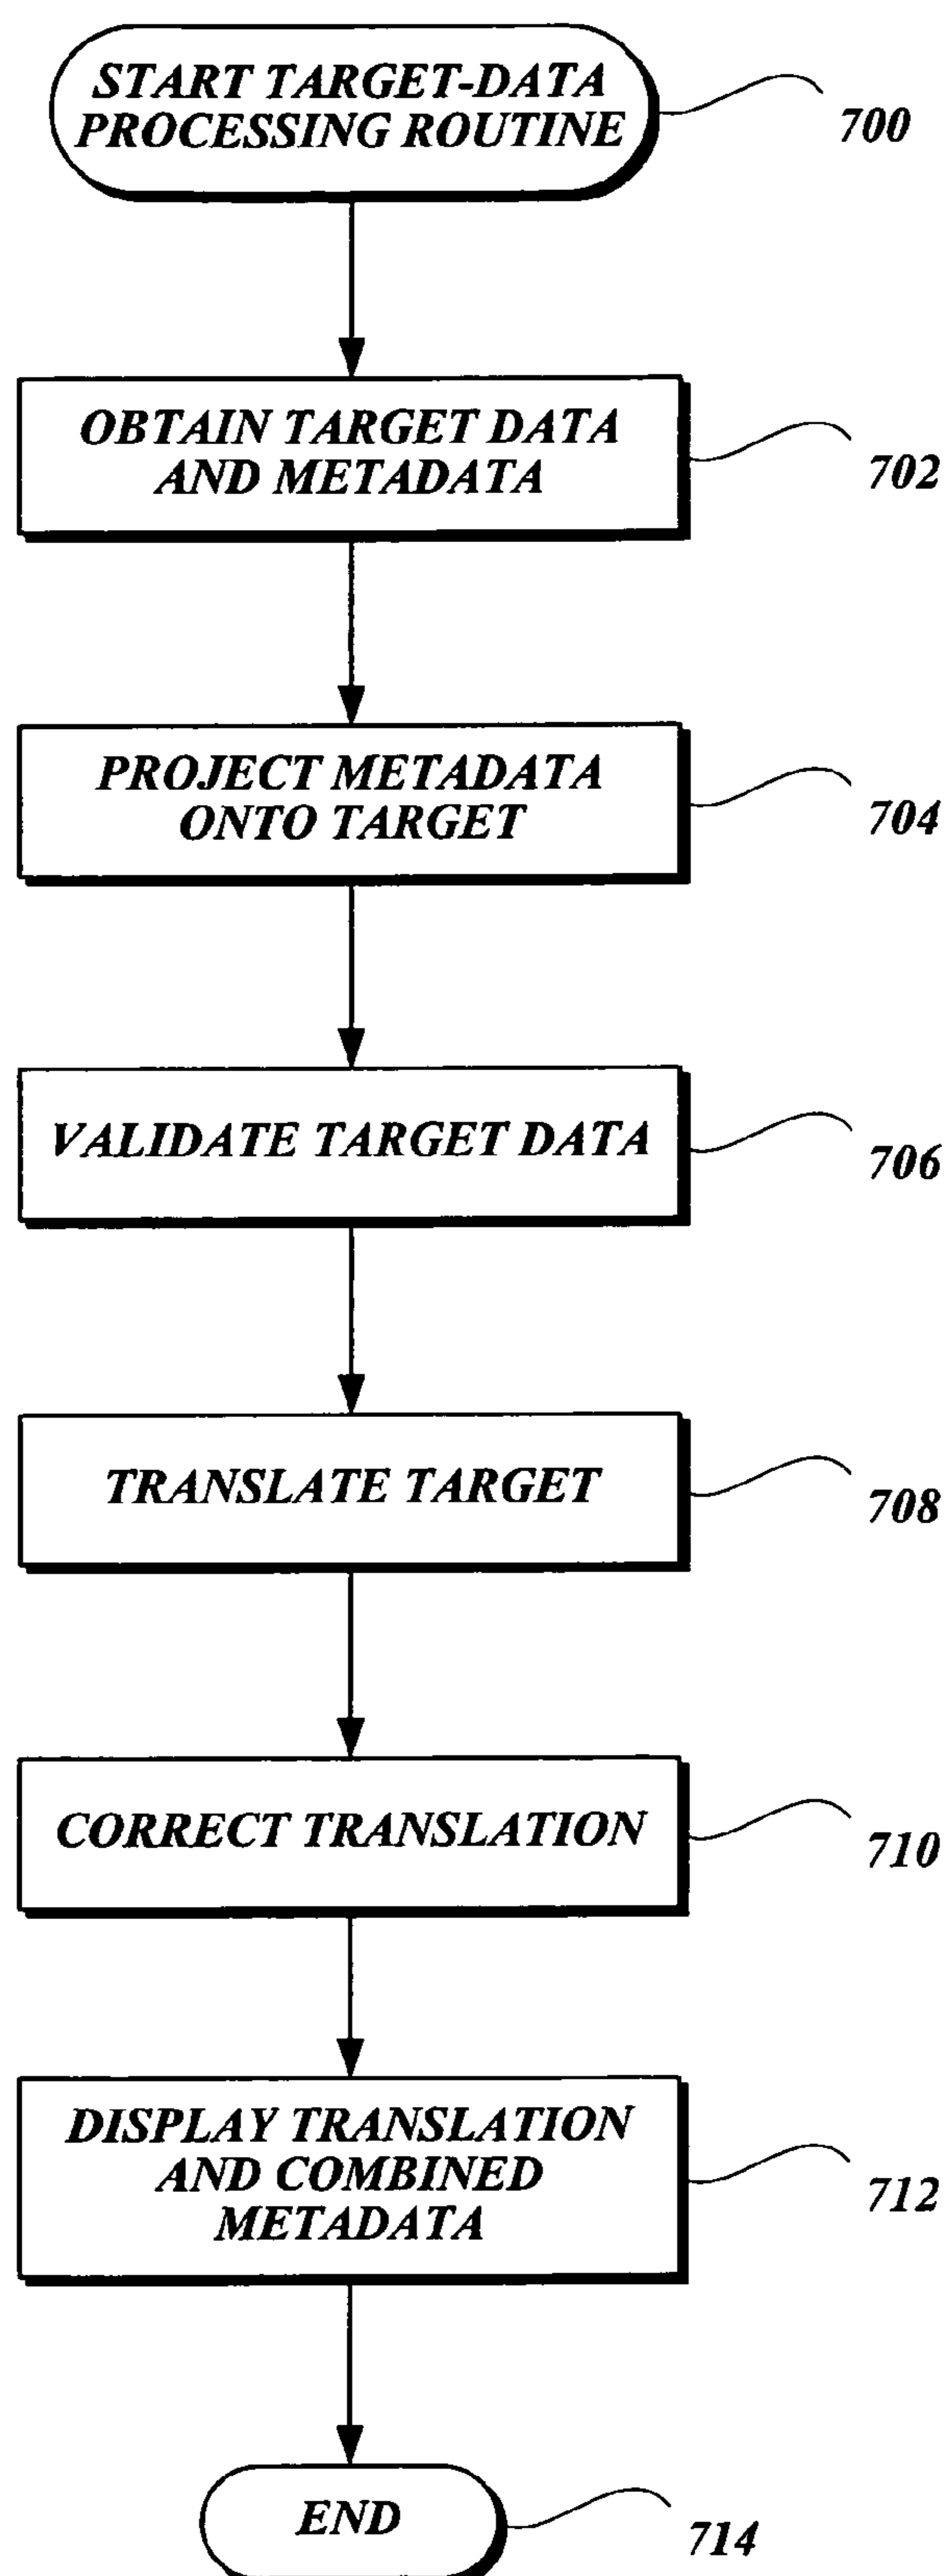 START TARGET-DATA
PROCESSING ROUTINE
700
OBTAIN TARGET DATA
AND METADATA
702
PROJECT METADATA
ONTO TARGET
704
VALIDATE TARGET DATA
706
TRANSLATE TARGET
708
CORRECT TRANSLATION
710
DISPLAY TRANSLATION
AND COMBINED
METADATA
712
END
714